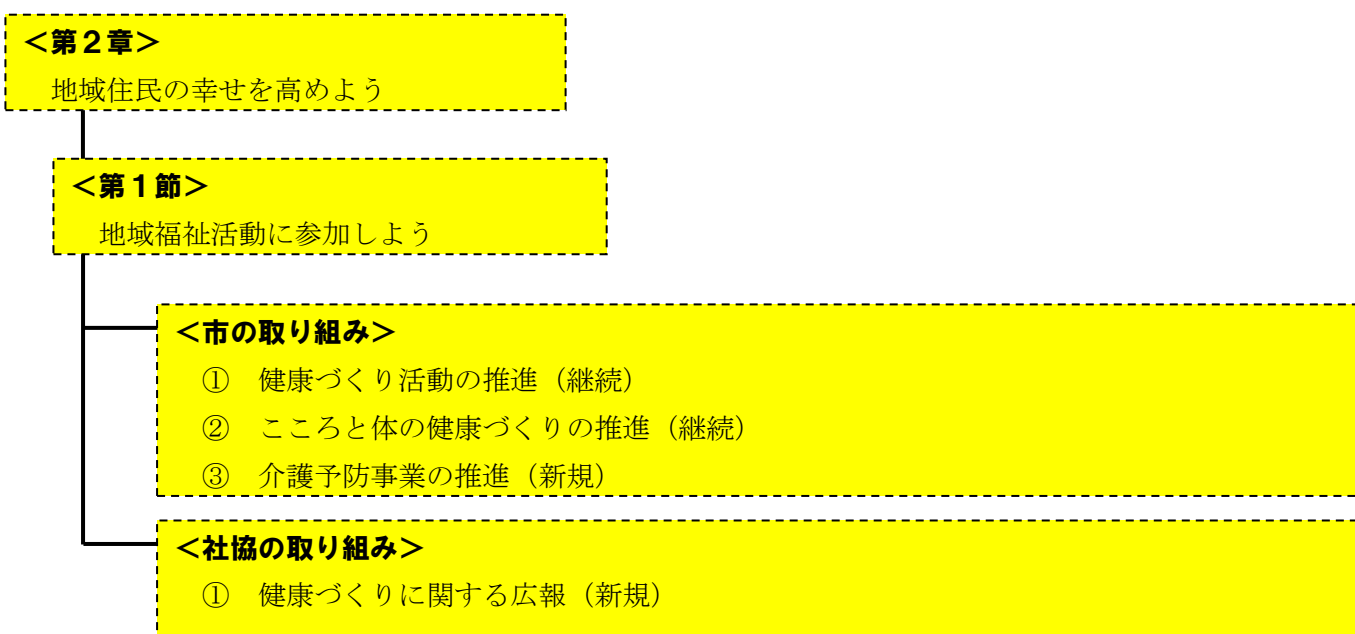 ＜第２章＞
地域住民の幸せを高めよう
＜第１節＞
地域福祉活動に参加しよう
＜市の取り組み＞
① 健康づくり活動の推進（継続）
② こころと体の健康づくりの推進（継続）
③ 介護予防事業の推進（新規）
＜社協の取り組み＞
① 健康づくりに関する広報（新規）